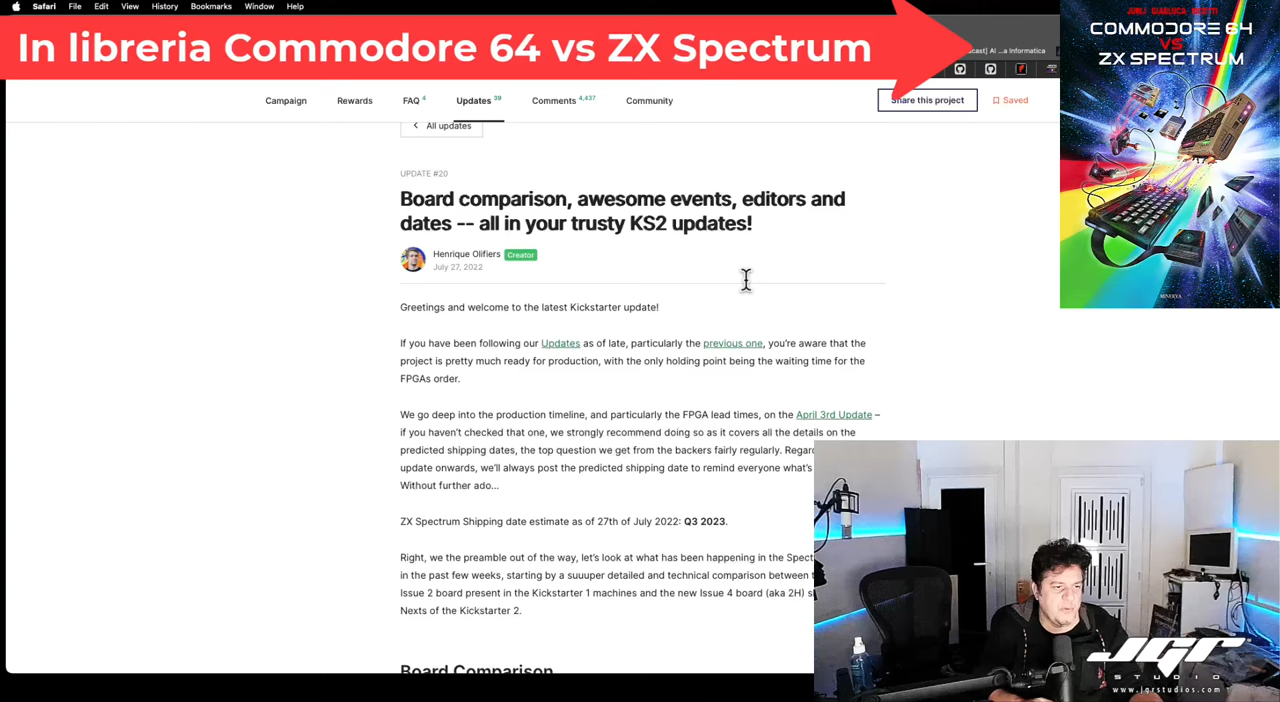 Safari File Edit View History Bookmarks Window Help
In libreria Commodore 64 vs ZX Spectrum
COMMODORE 64
VS
ZX SPECTRUM
MINERVA
Campaign Rewards FAQ 4 Updates 39 Comments 4,437 Community Share this project Saved
All updates
UPDATE #20
Board comparison, awesome events, editors and
dates -- all in your trusty KS2 updates!
Henrique Olifiers Creator
July 27, 2022
Greetings and welcome to the latest Kickstarter update!
If you have been following our Updates as of late, particularly the previous one, you're aware that the
project is pretty much ready for production, with the only holding point being the waiting time for the
FPGAs order.
We go deep into the production timeline, and particularly the FPGA lead times, on the April 3rd Update –
if you haven't checked that one, we strongly recommend doing so as it covers all the details on the
predicted shipping dates, the top question we get from the backers fairly regularly.
update onwards, we'll always post the predicted shipping date to remind everyone what's
Without further ado...
ZX Spectrum Shipping date estimate as of 27th of July 2022: Q3 2023.
Right, we the preamble out of the way, let's look at what has been happening in the
in the past few weeks, starting by a suuuper detailed and technical comparison between
Issue 2 board present in the Kickstarter 1 machines and the new Issue 4 board (aka 2H)
Nexts of the Kickstarter 2.
Board Comparison
JGR
STUDIO
www.jgrstudios.com